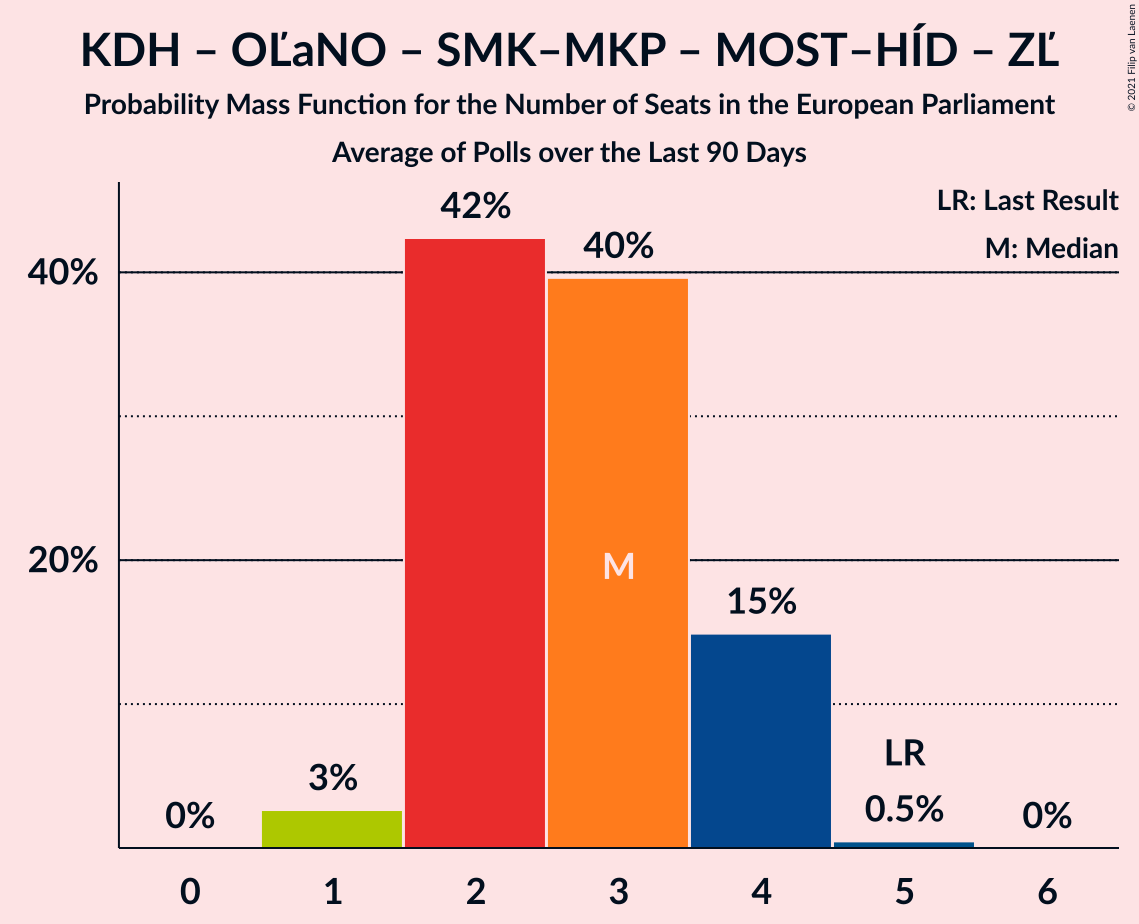 KDH – OĽaNO – SMK–MKP – MOST–HÍD – ZĽ
Probability Mass Function for the Number of Seats in the European Parliament
Average of Polls over the Last 90 Days
© 2021 Filip van Laenen
LR: Last Result
M: Median
42%
40%
40%
M
20%
15%
LR
3%
0%
0.5%
0%
0 1 2 3 4 5 6